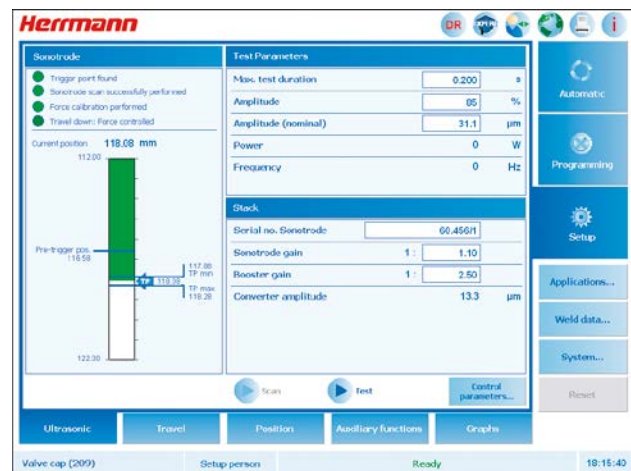 Herrmann
DR
i
Sonotrode
Trigger point found
Sonotrode scan successfully performed
Force calibration performed
Travel down: Force controlled
Current position 118.08 mm
112.00
Pre-trigger pos.
116.58
117.88
TP min
TP
118.38
TP max
118.28
122.30
Test Parameters
Max. test duration 0.200 s
Amplitude 85 %
Amplitude (nominal) 31.1 µm
Power 0 W
Frequency 0 Hz
Stack
Serial no. Sonotrode 60.456/1
Sonotrode gain 1 : 1.10
Booster gain 1 : 2.50
Converter amplitude 13.3 µm
Scan
Test
Control
parameters...
Automatic
Programming
Setup
Applications...
Weld data...
System...
Reset
Ultrasonic
Travel
Position
Auxiliary functions
Graphs
Valve cap (209) Setup person Ready 18:15:40